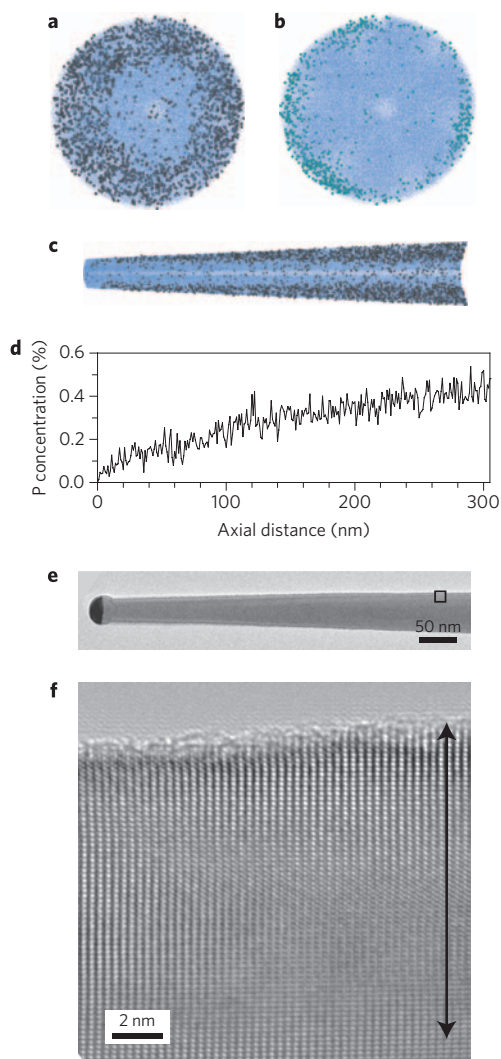 a
b
c
d
P concentration (%)
0.6
0.4
0.2
0.0
0
100
200
300
Axial distance (nm)
e
50 nm
f
2 nm